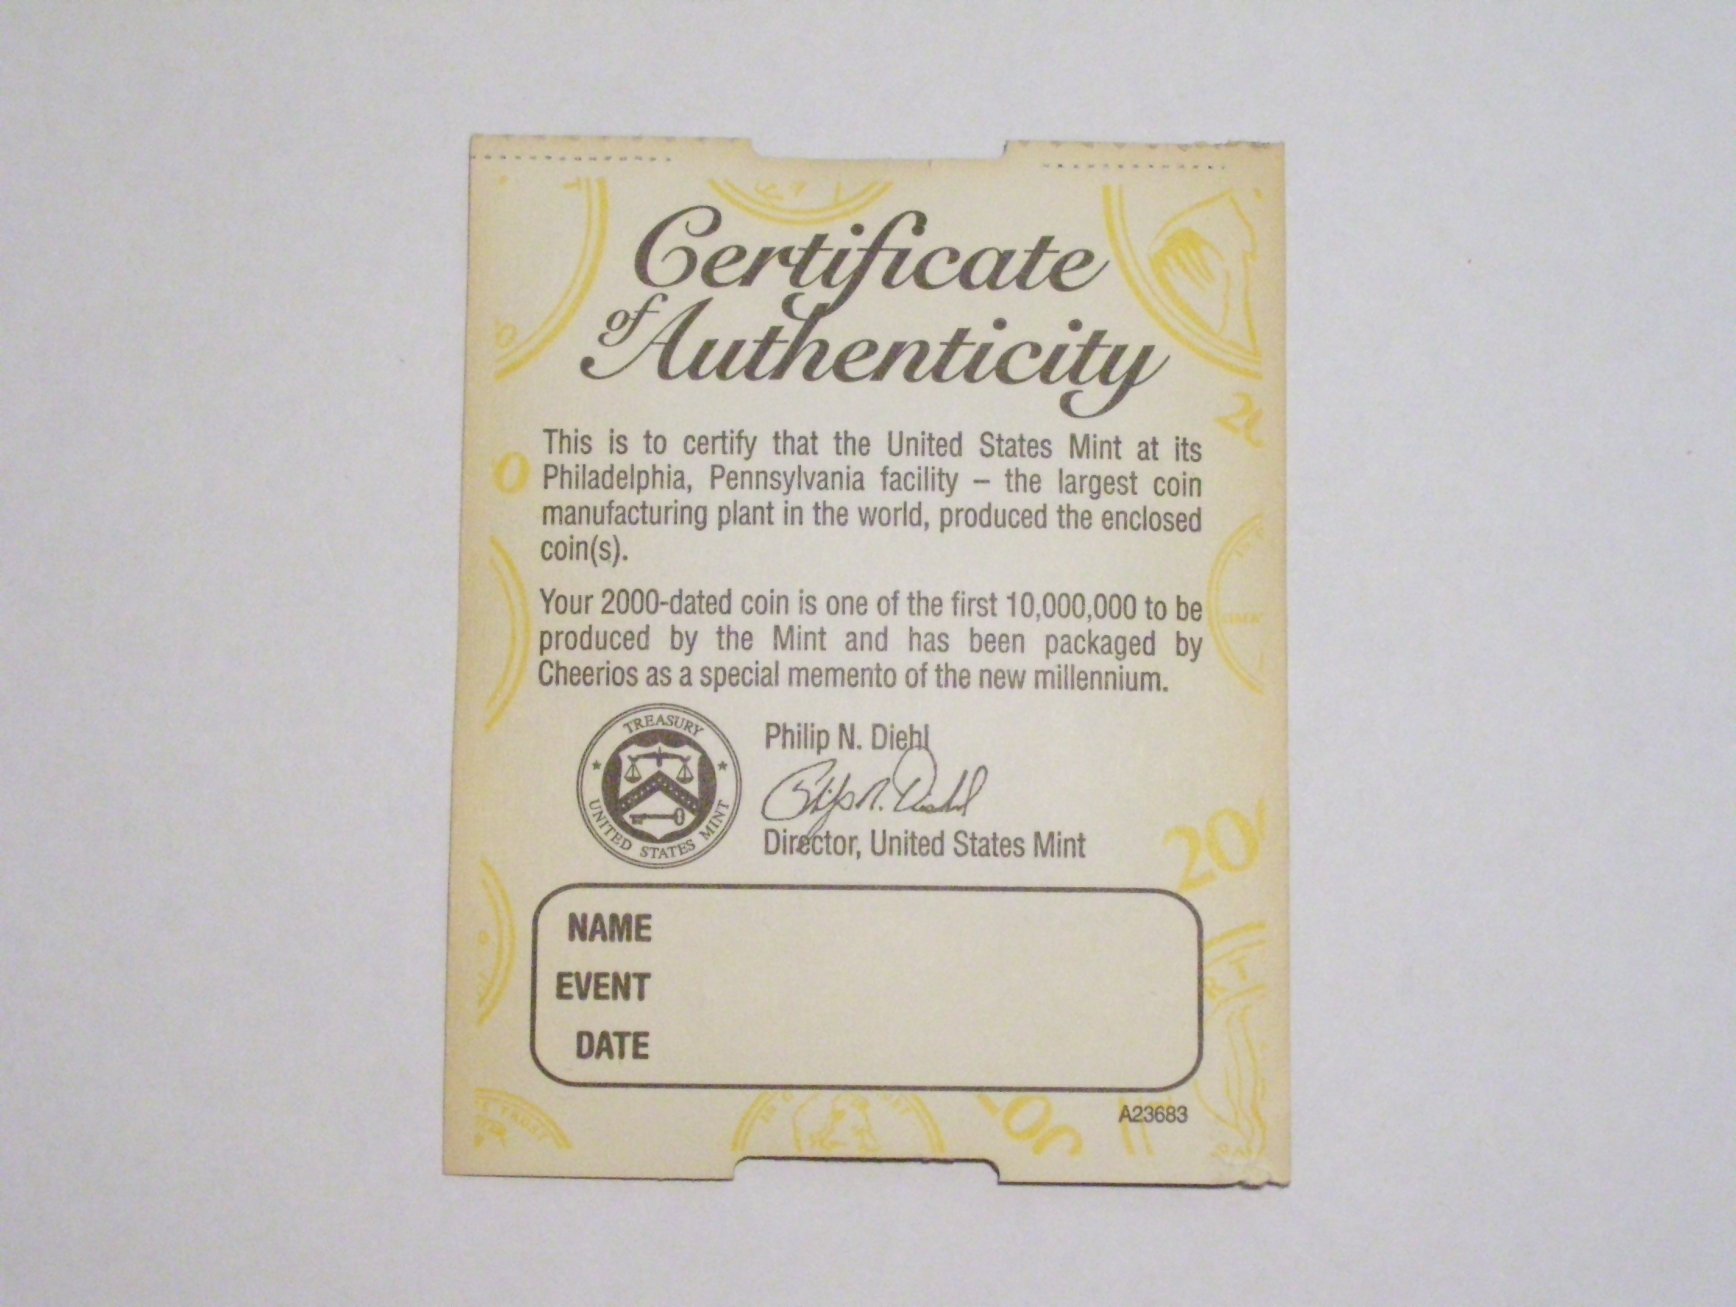 Certificate
of Authenticity
This is to certify that the United States Mint at its
Philadelphia, Pennsylvania facility – the largest coin
manufacturing plant in the world, produced the enclosed
coin(s).
Your 2000-dated coin is one of the first 10,000,000 to be
produced by the Mint and has been packaged by
Cheerios as a special memento of the new millennium.
TREASURY
UNITED STATES MINT
Philip N. Diehl
Philip N. Diehl
Director, United States Mint
NAME
EVENT
DATE
A23683